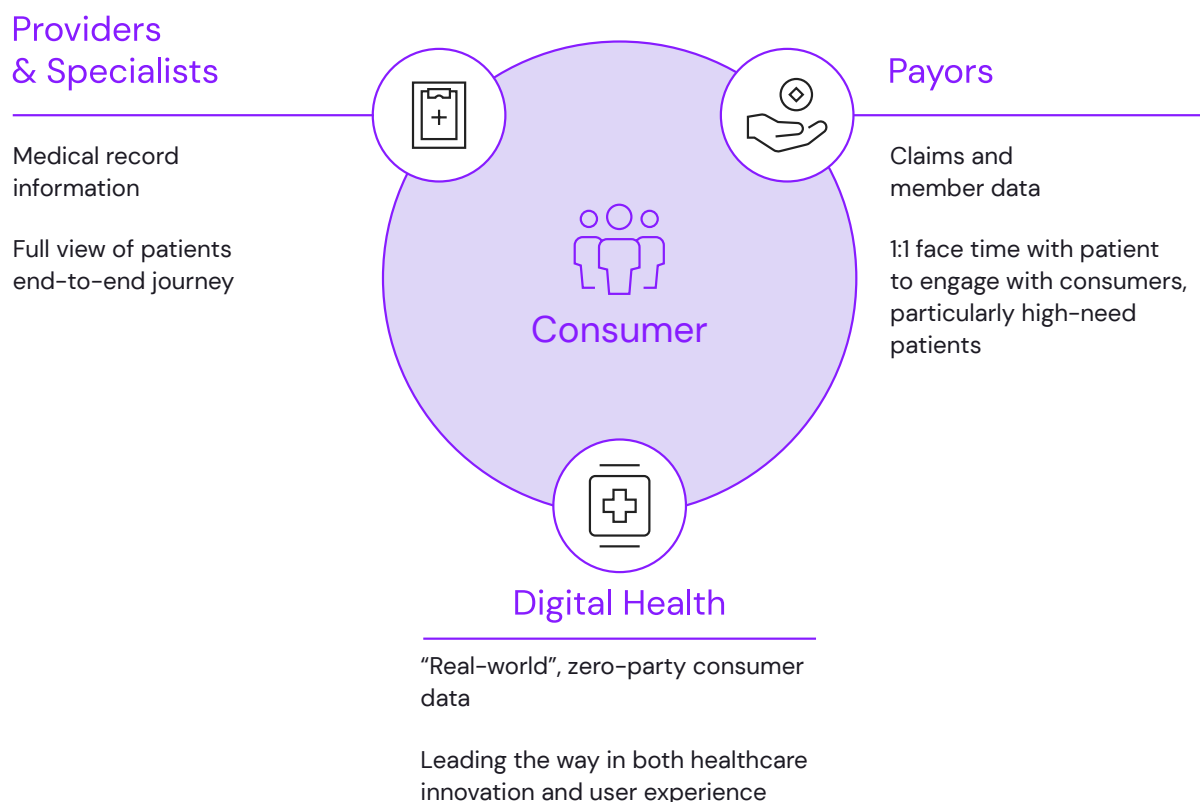 Providers
& Specialists
Medical record
information
Full view of patients
end-to-end journey
Payors
Claims and
member data
1:1 face time with patient
to engage with consumers,
particularly high-need
patients
Consumer
Digital Health
“Real-world”, zero-party consumer
data
Leading the way in both healthcare
innovation and user experience